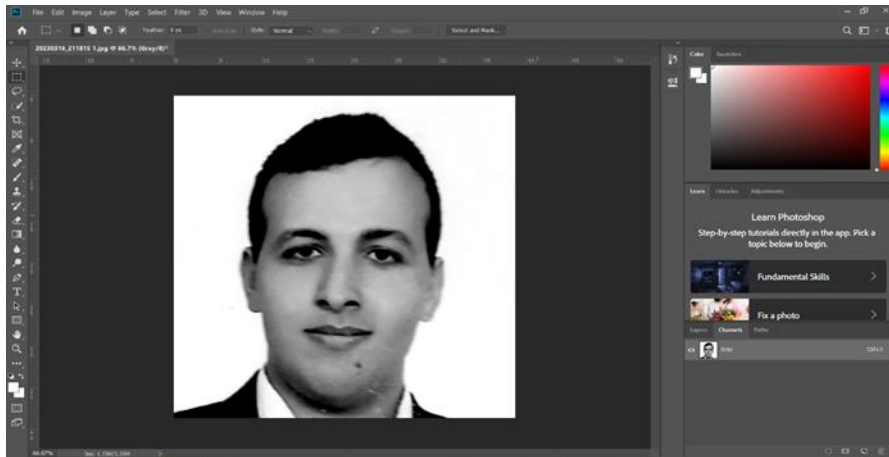 File Edit Image Layer Type Select Filter 3D View Window Help
Feather: 0 px Style: Normal Select and Mask...
20230316_211815 1.jpg @ 66.7% (Gray/8)*
Color Swatches
Learn Libraries Adjustments
Learn Photoshop
Step-by-step tutorials directly in the app. Pick a
topic below to begin.
Fundamental Skills
Fix a photo
Layers Channels Paths
Gray Ctrl+2
66.67%